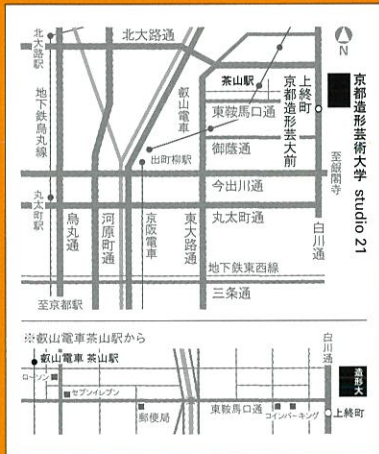 北大路通
北大路駅
地下鉄烏丸線
叡山電車
茶山駅
東鞍馬口通
出町柳駅
御蔭通
今出川通
丸太町駅
丸太町通
烏丸通
河原町通
京阪電車
東大路通
地下鉄東西線
三条通
至京都駅
N
上終町
京都造形芸大前
京都造形芸術大学 studio 21
至銀閣寺
白川通
※叡山電車茶山駅から
叡山電車 茶山駅
ローソン
セブンイレブン
郵便局
東鞍馬口通
コインパーキング
白川通
造形大
上終町